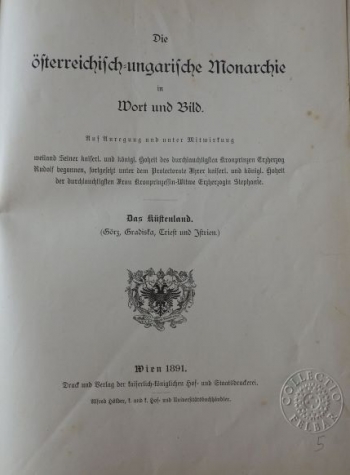 Die
österreichisch-ungarische Monarchie
in
Wort und Bild.
Auf Anregung und unter Mitwirkung
weiland Seiner kaiserl. und königl. Hoheit des durchlauchtigsten Kronprinzen Erzherzog
Rudolf begonnen, fortgesetzt unter dem Protectorate Ihrer kaiserl. und königl. Hoheit
der durchlauchtigsten Frau Kronprinzessin-Witwe Erzherzogin Stephanie.
Das Küstenland.
(Görz, Gradiska, Triest und Istrien.)
Wien 1891.
Druck und Verlag der kaiserlich-königlichen Hof- und Staatsdruckerei.
Alfred Hölder, k. und k. Hof- und Universitätsbuchhändler.
COLLECTIO
5